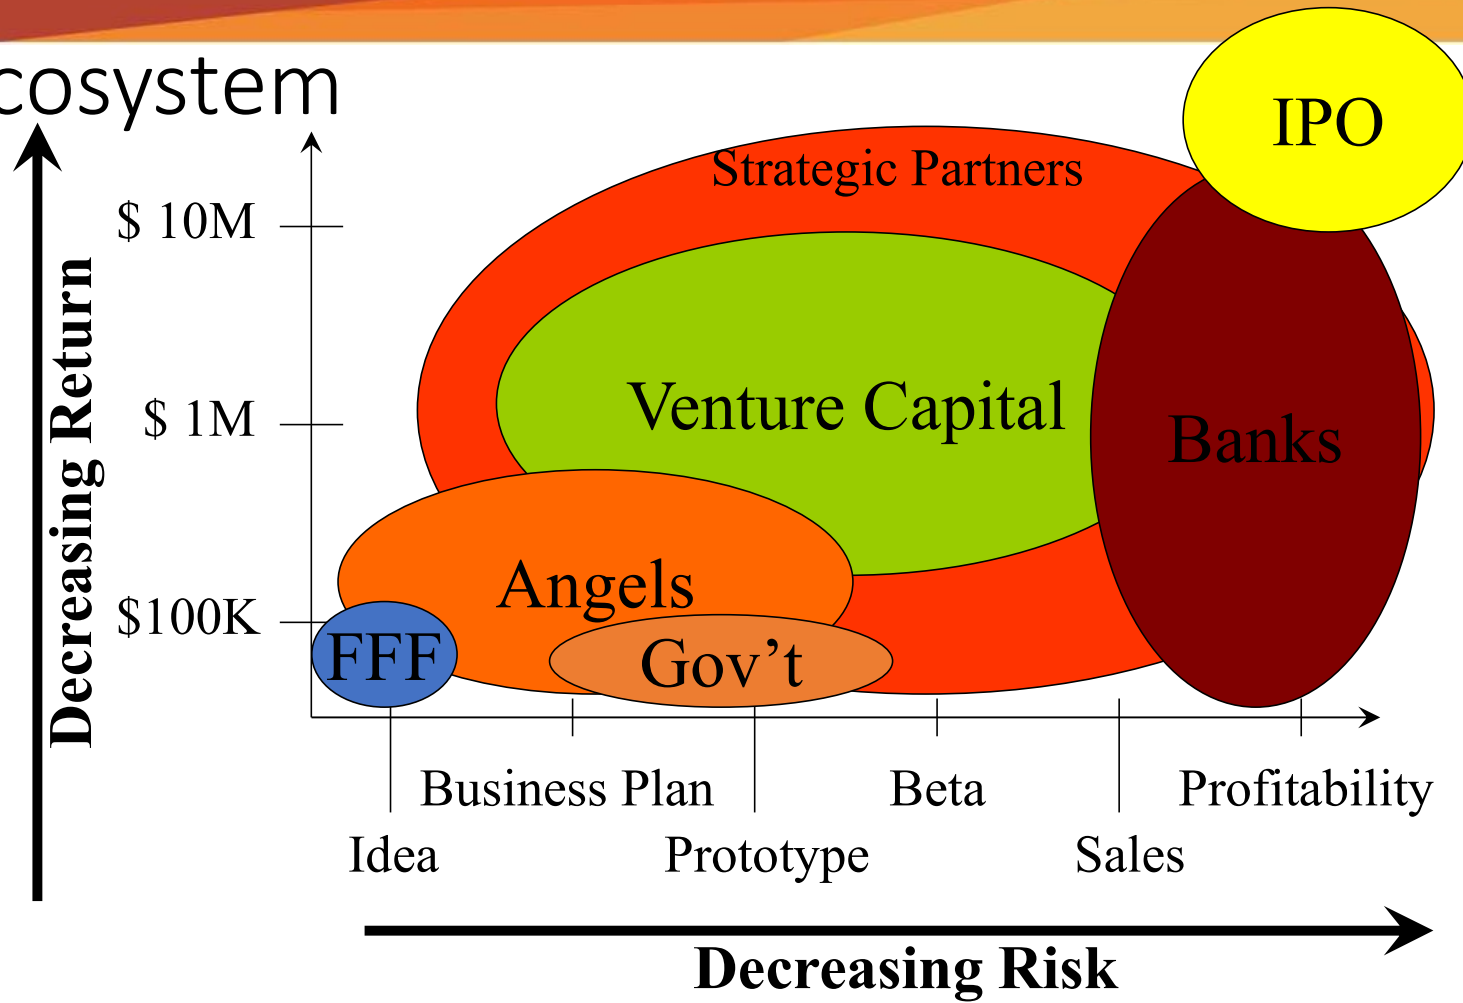 cosystem
IPO
Strategic Partners
$ 10M
Venture Capital
$ 1M
Banks
Decreasing Return
Angels
$100K
FFF
Gov’t
Business Plan
Beta
Profitability
Idea
Prototype
Sales
Decreasing Risk